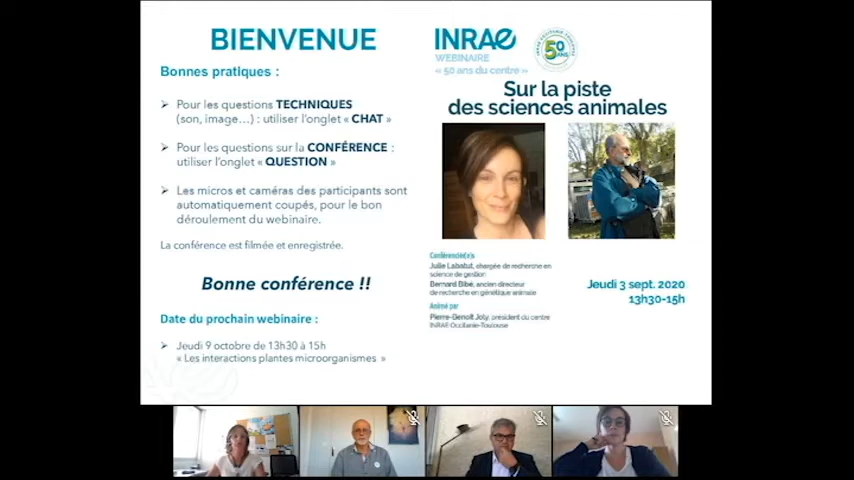 BIENVENUE
Bonnes pratiques :
Pour les questions TECHNIQUES
(son, image…) : utiliser l'onglet « CHAT »
Pour les questions sur la CONFÉRENCE :
utiliser l'onglet « QUESTION »
Les micros et caméras des participants sont
automatiquement coupés, pour le bon
déroulement du webinaire.
La conférence est filmée et enregistrée.
Bonne conférence !!
Date du prochain webinaire :
Jeudi 9 octobre de 13h30 à 15h
« Les interactions plantes microorganismes »
INRAE
WEBINAIRE
« 50 ans du centre »
50
ANS
Sur la piste
des sciences animales
Conférencié(e)s
Julie Labatut, chargée de recherche en
science de gestion
Bernard Bibé, ancien directeur
de recherche en génétique animale
Animé par
Pierre-Benoit Joly, président du centre
INRAE Occitanie-Toulouse
Jeudi 3 sept. 2020
13h30-15h